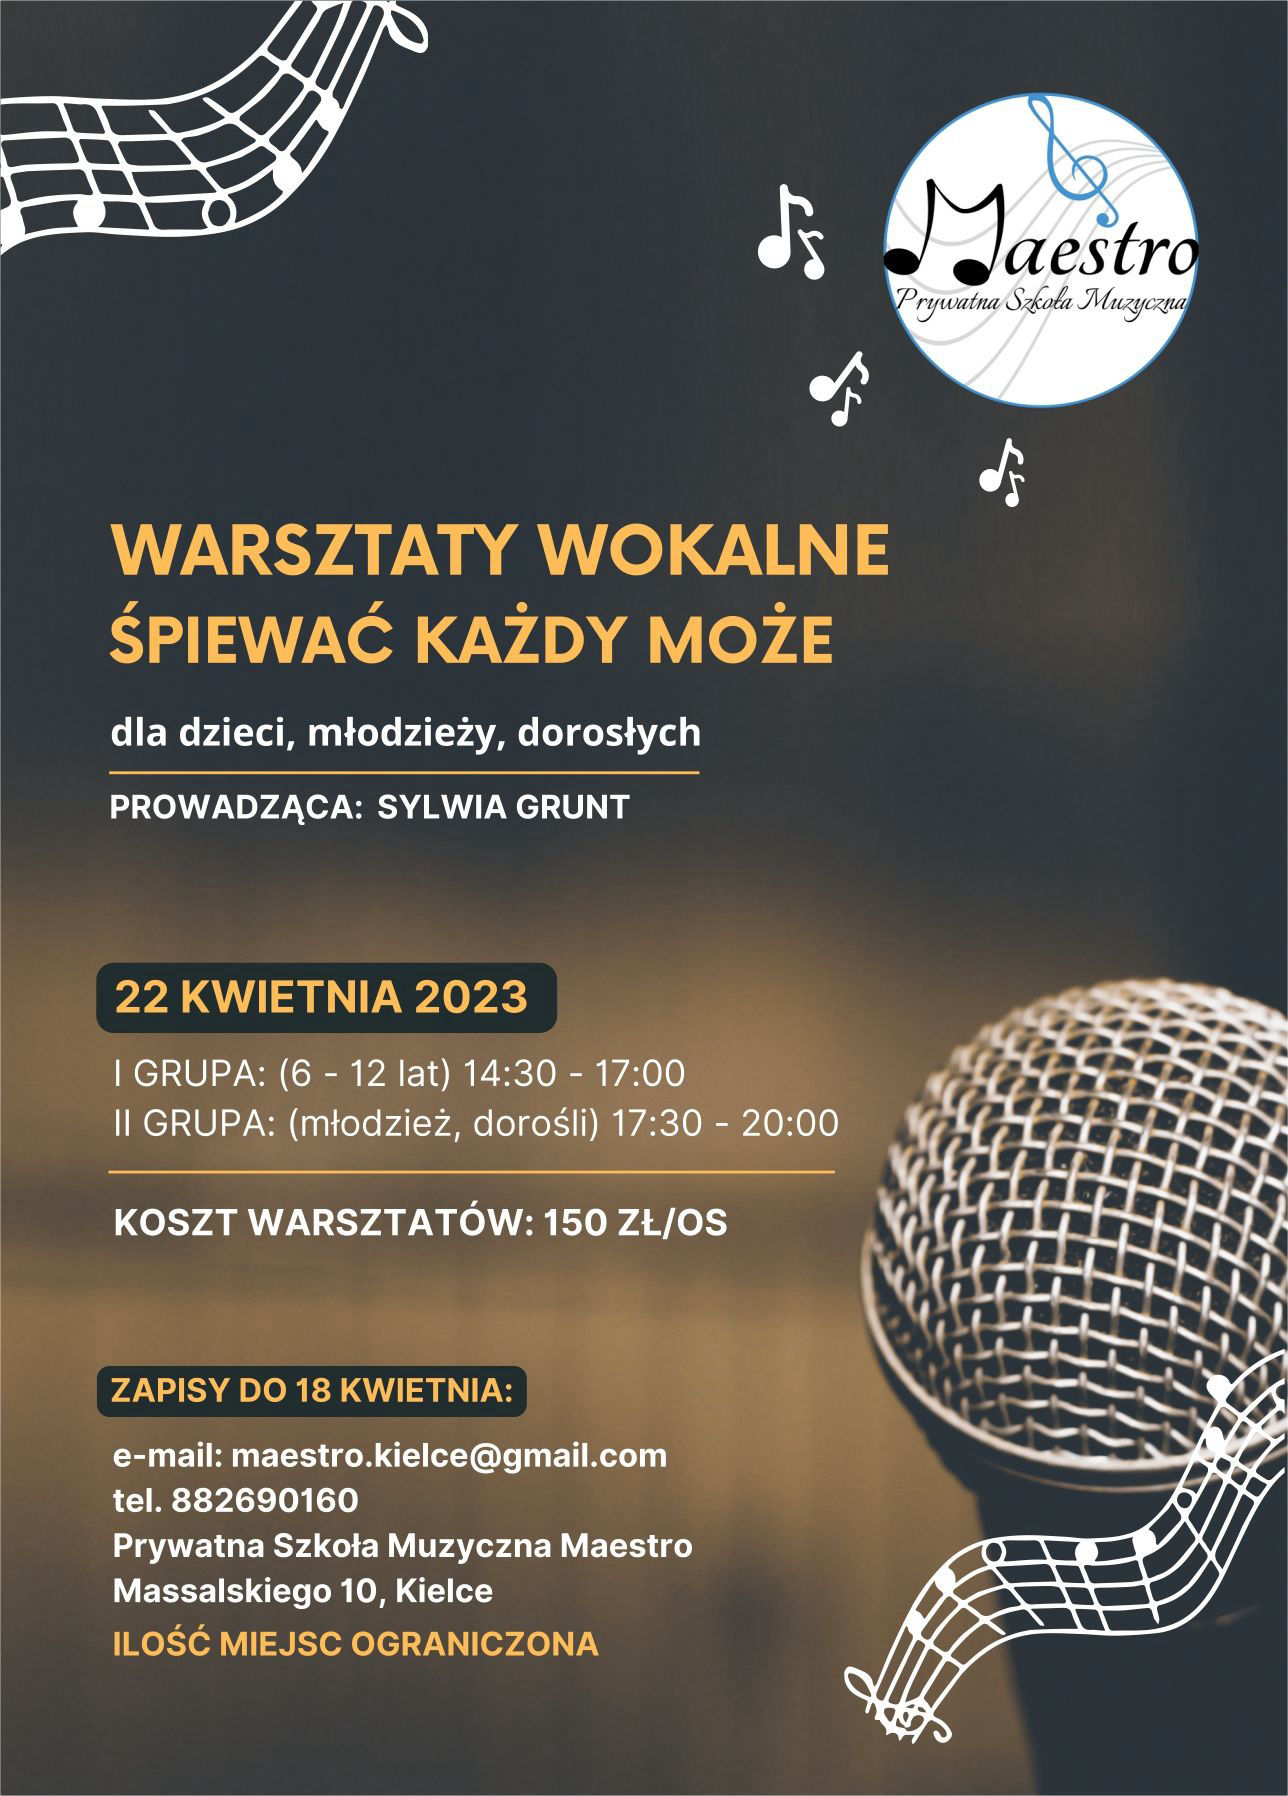 Maestro
Prywatna Szkoła Muzyczna
WARSZTATY WOKALNE
ŚPIEWAĆ KAŻDY MOŻE
dla dzieci, młodzieży, dorosłych
PROWADZĄCA: SYLWIA GRUNT
22 KWIETNIA 2023
I GRUPA: (6 - 12 lat) 14:30 - 17:00
II GRUPA: (młodzież, dorośli) 17:30 - 20:00
KOSZT WARSZTATÓW: 150 ZŁ/OS
ZAPISY DO 18 KWIETNIA:
e-mail: maestro.kielce@gmail.com
tel. 882690160
Prywatna Szkoła Muzyczna Maestro
Massalskiego 10, Kielce
ILOŚĆ MIEJSC OGRANICZONA